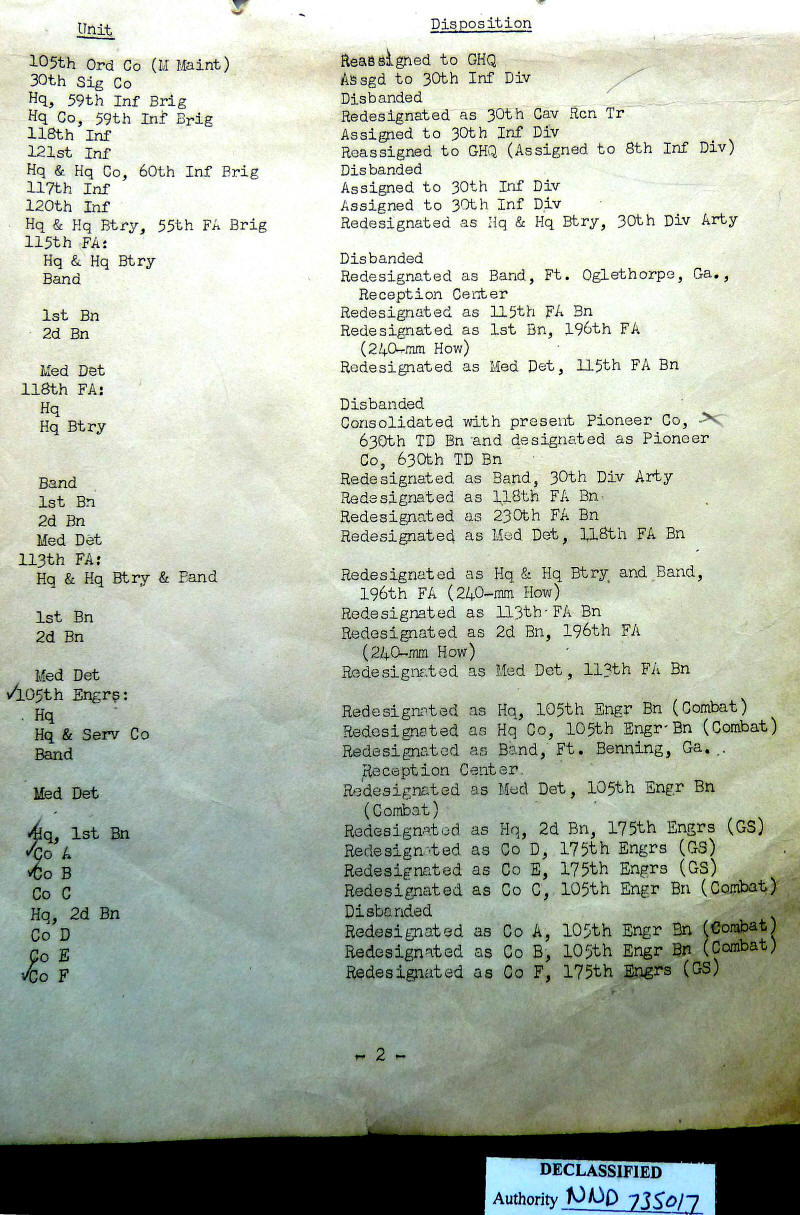 Unit Disposition
105th Ord Co (M Maint) Reassigned to GHQ
30th Sig Co Assgd to 30th Inf Div
Hq, 59th Inf Brig Disbanded
Hq Co, 59th Inf Brig Redesignated as 30th Cav Rcn Tr
118th Inf Assigned to 30th Inf Div
121st Inf Reassigned to GHQ (Assigned to 8th Inf Div)
Hq & Hq Co, 60th Inf Brig Disbanded
117th Inf Assigned to 30th Inf Div
120th Inf Assigned to 30th Inf Div
Hq & Hq Btry, 55th FA Brig Redesignated as Hq & Hq Btry, 30th Div Arty
115th FA:
Hq & Hq Btry Disbanded
Band Redesignated as Band, Ft. Oglethorpe, Ga.,
Reception Center
1st Bn Redesignated as 115th FA Bn
2d Bn Redesignated as 1st Bn, 196th FA
(240-mm How)
Med Det Redesignated as Med Det, 115th FA Bn
118th FA:
Hq Disbanded
Hq Btry Consolidated with present Pioneer Co,
630th TD Bn and designated as Pioneer
Co, 630th TD Bn
Band Redesignated as Band, 30th Div Arty
1st Bn Redesignated as 118th FA Bn
2d Bn Redesignated as 230th FA Bn
Med Det Redesignated as Med Det, 118th FA Bn
113th FA:
Hq & Hq Btry & Band Redesignated as Hq & Hq Btry and Band,
196th FA (240-mm How)
1st Bn Redesignated as 113th FA Bn
2d Bn Redesignated as 2d Bn, 196th FA
(240-mm How)
Med Det Redesignated as Med Det, 113th FA Bn
✓105th Engrs:
Hq Redesignated as Hq, 105th Engr Bn (Combat)
Hq & Serv Co Redesignated as Hq Co, 105th Engr Bn (Combat)
Band Redesignated as Band, Ft. Benning, Ga.
Reception Center
Med Det Redesignated as Med Det, 105th Engr Bn
(Combat)
✓Hq, 1st Bn Redesignated as Hq, 2d Bn, 175th Engrs (GS)
✓Co A Redesignated as Co D, 175th Engrs (GS)
✓Co B Redesignated as Co E, 175th Engrs (GS)
Co C Redesignated as Co C, 105th Engr Bn (Combat)
Hq, 2d Bn Disbanded
Co D Redesignated as Co A, 105th Engr Bn (Combat)
Co E Redesignated as Co B, 105th Engr Bn (Combat)
✓Co F Redesignated as Co F, 175th Engrs (GS)
- 2 -
DECLASSIFIED
Authority NND 735017